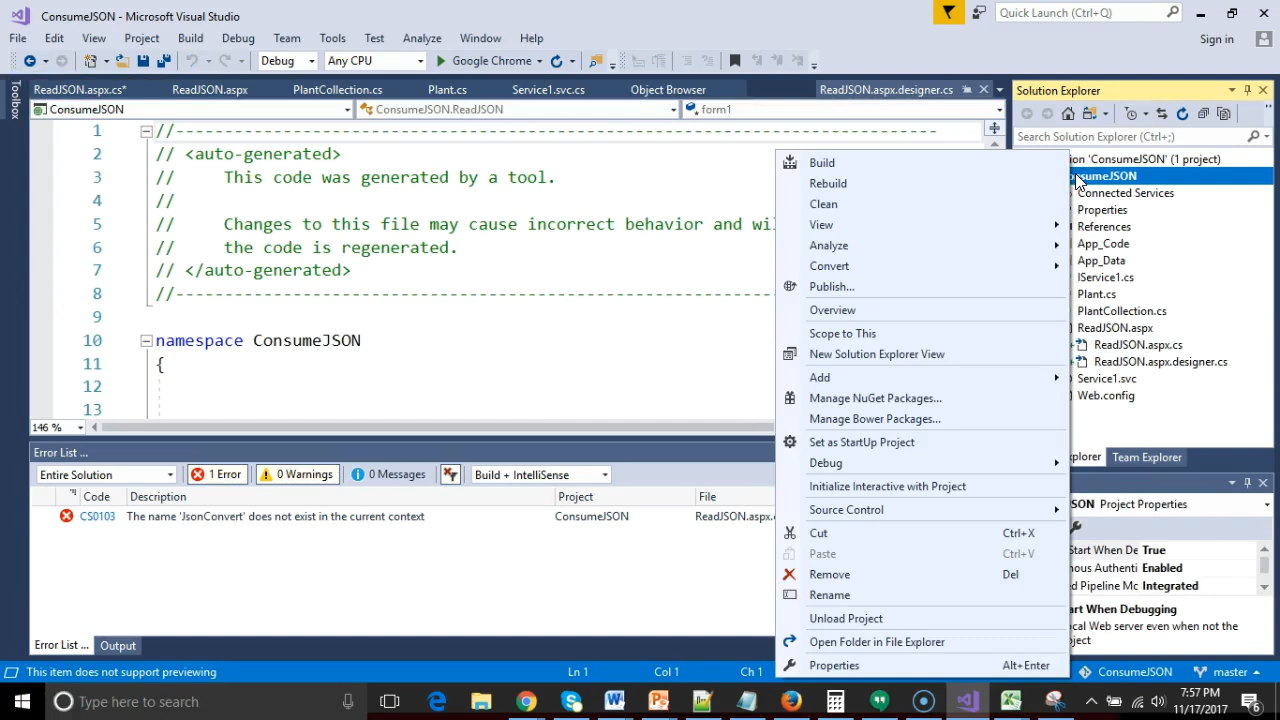 ConsumeJSON - Microsoft Visual Studio
Quick Launch (Ctrl+Q)
File Edit View Project Build Debug Team Tools Test Analyze Window Help
Sign in
Debug Any CPU Google Chrome
Toolbox
ReadJSON.aspx.cs* ReadJSON.aspx PlantCollection.cs Plant.cs Service1.svc.cs Object Browser ReadJSON.aspx.designer.cs
ConsumeJSON ConsumeJSON.ReadJSON form1
1 //------------------------------------------------------------------------------
2 // <auto-generated>
3 // This code was generated by a tool.
4 //
5 // Changes to this file may cause incorrect behavior and wil
6 // the code is regenerated.
7 // </auto-generated>
8 //------------------------------------------------------------------------------
9
10 namespace ConsumeJSON
11 {
12
13
146 %
Build
Rebuild
Clean
View
Analyze
Convert
Publish...
Overview
Scope to This
New Solution Explorer View
Add
Manage NuGet Packages...
Manage Bower Packages...
Set as StartUp Project
Debug
Initialize Interactive with Project
Source Control
Cut Ctrl+X
Paste Ctrl+V
Remove Del
Rename
Unload Project
Open Folder in File Explorer
Properties Alt+Enter
Solution Explorer
Search Solution Explorer (Ctrl+;)
ion 'ConsumeJSON' (1 project)
nsumeJSON
Connected Services
Properties
References
App_Code
App_Data
IService1.cs
Plant.cs
PlantCollection.cs
ReadJSON.aspx
ReadJSON.aspx.cs
ReadJSON.aspx.designer.cs
Service1.svc
Web.config
xplorer Team Explorer
SON Project Properties
Start When De True
ous Authenti Enabled
ed Pipeline Mc Integrated
art When Debugging
ocal Web server even when not the
oject
Error List ...
Entire Solution 1 Error 0 Warnings 0 Messages Build + IntelliSense
Code Description Project File
CS0103 The name 'JsonConvert' does not exist in the current context ConsumeJSON ReadJSON.aspx.
Error List ... Output
This item does not support previewing Ln 1 Col 1 Ch 1 ConsumeJSON master
Type here to search
7:57 PM
11/17/2017
6